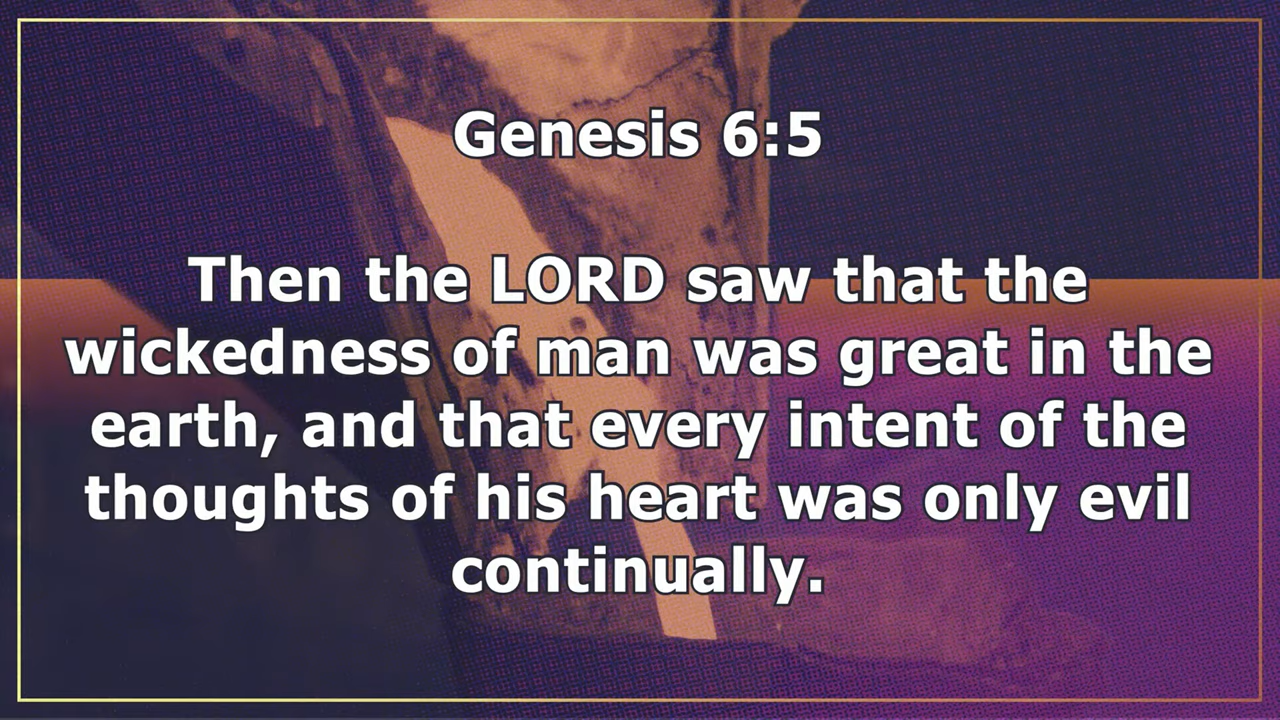 Genesis 6:5
Then the LORD saw that the
wickedness of man was great in the
earth, and that every intent of the
thoughts of his heart was only evil
continually.